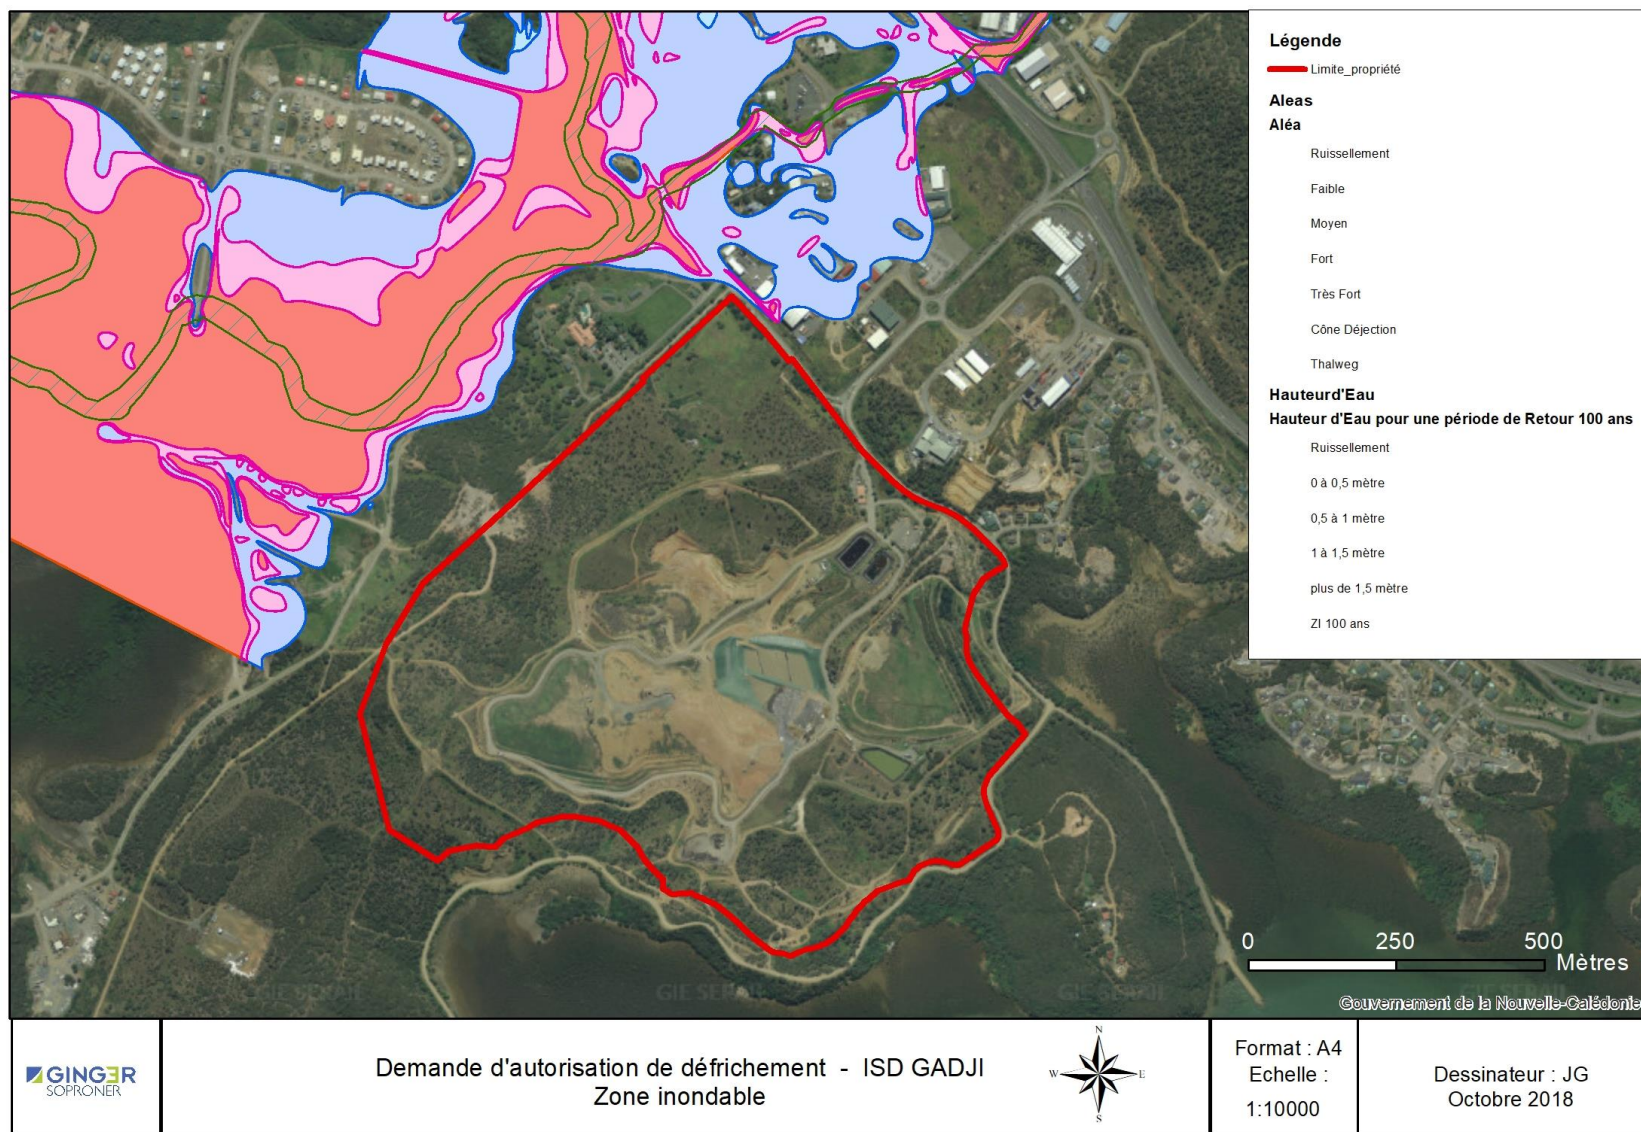 Légende
Limite_propriété
Aleas
Aléa
Ruissellement
Faible
Moyen
Fort
Très Fort
Cône Déjection
Thalweg
Hauteurd'Eau
Hauteur d'Eau pour une période de Retour 100 ans
Ruissellement
0 à 0,5 mètre
0,5 à 1 mètre
1 à 1,5 mètre
plus de 1,5 mètre
ZI 100 ans
0 250 500
Mètres
GIE SERAIL GIE SERAIL
Gouvernement de la Nouvelle-Calédonie
GINGER
SOPRONER
Demande d'autorisation de défrichement - ISD GADJI
Zone inondable
N
W E
S
Format : A4
Echelle :
1:10000
Dessinateur : JG
Octobre 2018